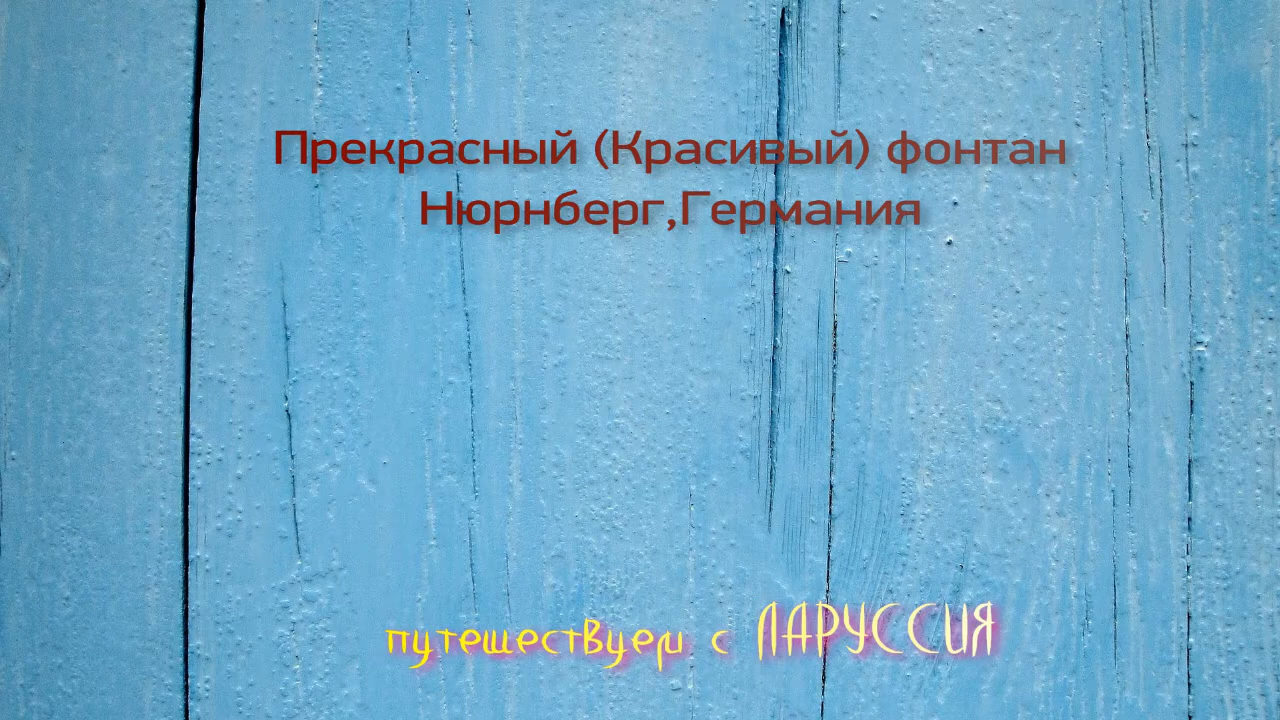 Прекрасный (Красивый) фонтан
Нюрнберг,Германия
путешествуем с ЛАРУССИЯ